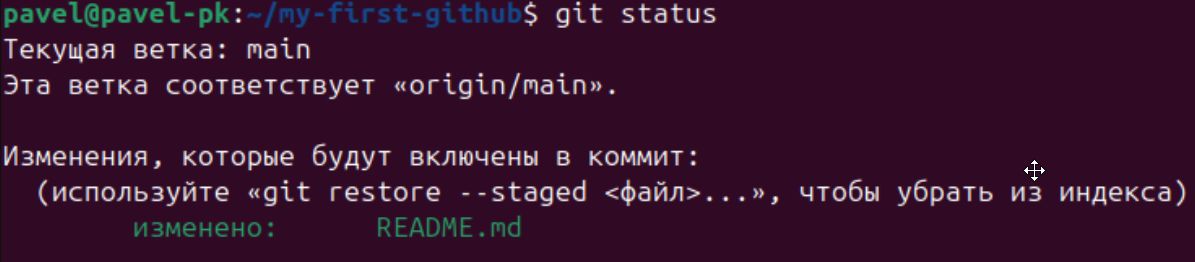 pavel@pavel-pk:~/my-first-github$ git status
Текущая ветка: main
Эта ветка соответствует «origin/main».
Изменения, которые будут включены в коммит:
(используйте «git restore --staged <файл>...», чтобы убрать из индекса)
изменено: README.md